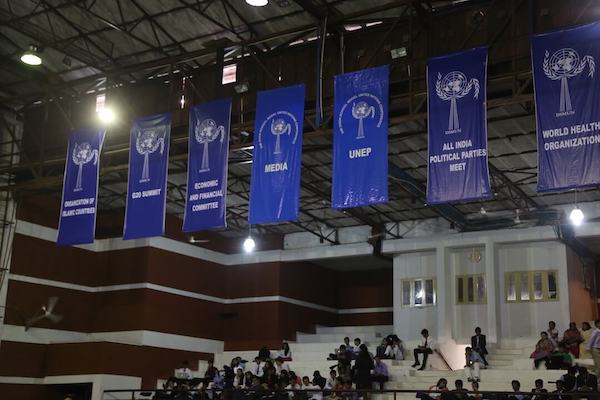 ORGANIZATION OF
ISLAMIC COUNTRIES
G20 SUMMIT
ECONOMIC
AND FINANCIAL
COMMITTEE
MEDIA
UNEP
ALL INDIA
POLITICAL PARTIES
MEET
WORLD HEALTH
ORGANIZATION